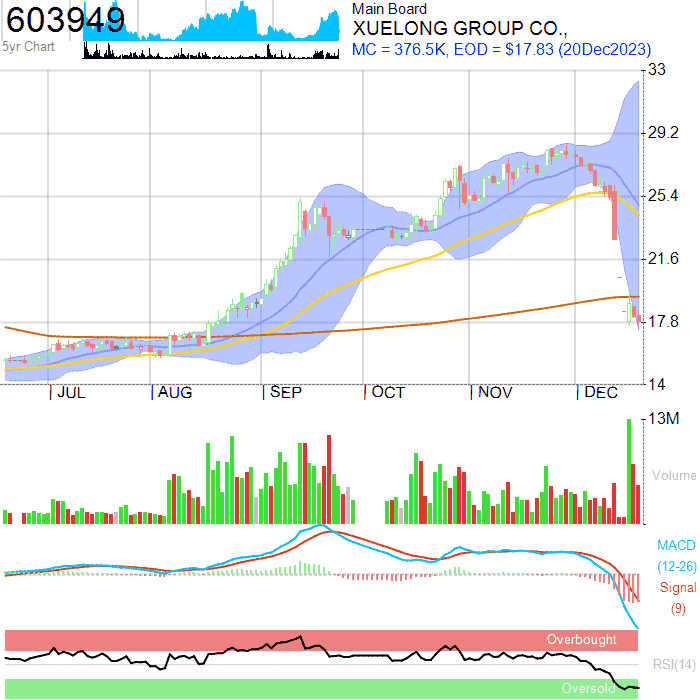 603949
5yr Chart
Main Board
XUELONG GROUP CO.,
MC = 376.5K, EOD = $17.83 (20Dec2023)
33
29.2
25.4
21.6
17.8
14
JUL AUG SEP OCT NOV DEC
13M
Volume
MACD
(12-26)
Signal
(9)
Overbought
RSI(14)
Oversold